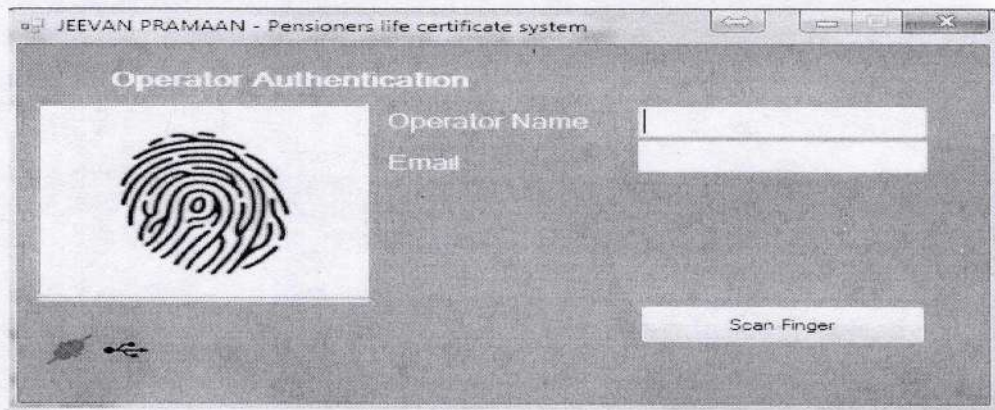 JEEVAN PRAMAAN - Pensioners life certificate system
Operator Authentication
Operator Name
Email
Scan Finger